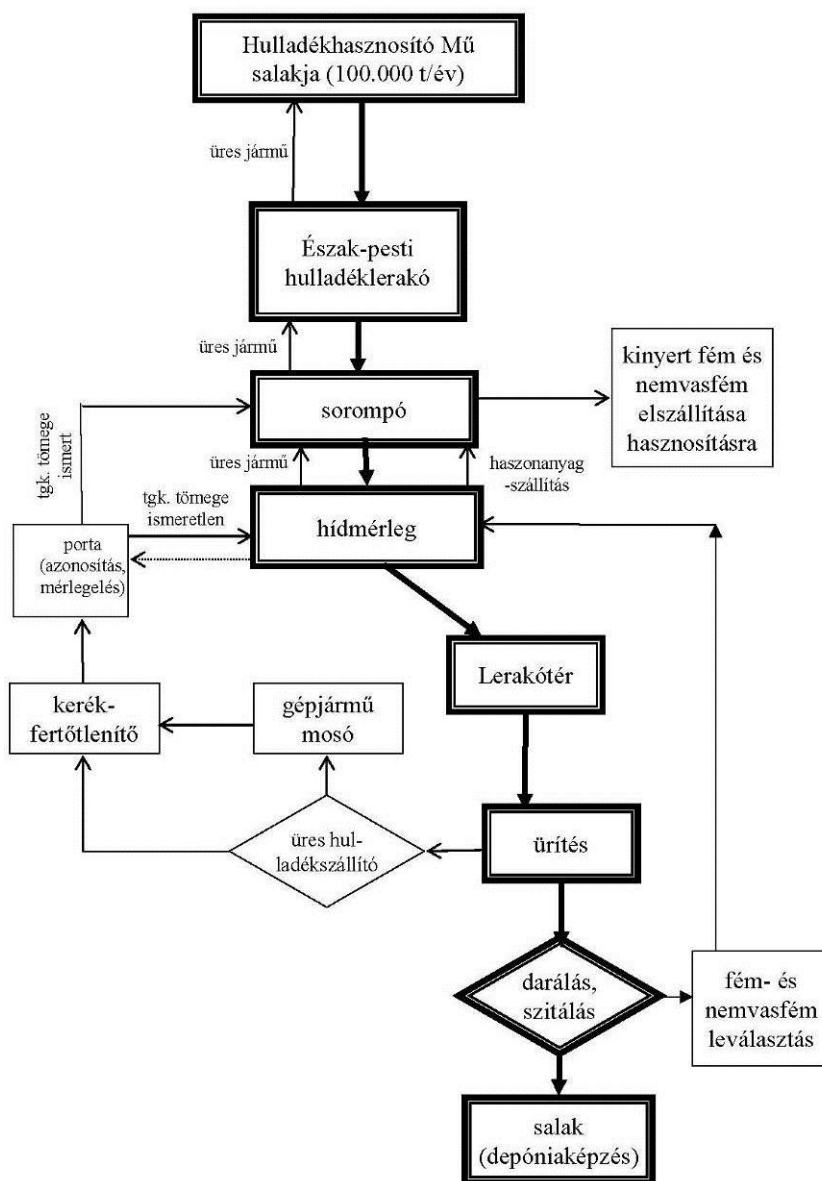 Hulladékhasznosító Mű
salakja (100.000 t/év)
üres jármű
Észak-pesti
hulladéklerakó
üres jármű
kinyert fém és
nemvasfém
elszállítása
hasznosításra
sorompó
tgk. tömege
ismert
üres jármű
haszonanyag
-szállítás
tgk. tömege
ismeretlen
hídmérleg
porta
(azonosítás,
mérlegelés)
Lerakótér
kerék-
fertőtlenítő
gépjármű
mosó
üres hul-
ladékszállító
ürítés
darálás,
szitálás
fém- és
nemvasfém
leválasztás
salak
(depóniaképzés)